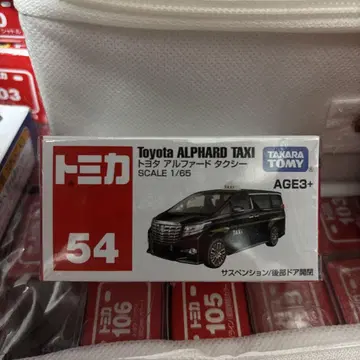 03
Toyota ALPHARD TAXI
トヨタ アルファード タクシー
SCALE 1/65
TAKARA TOMY
AGE3+
トミカ
54
TAXI
サスペンション/後部ドア開閉
106
105